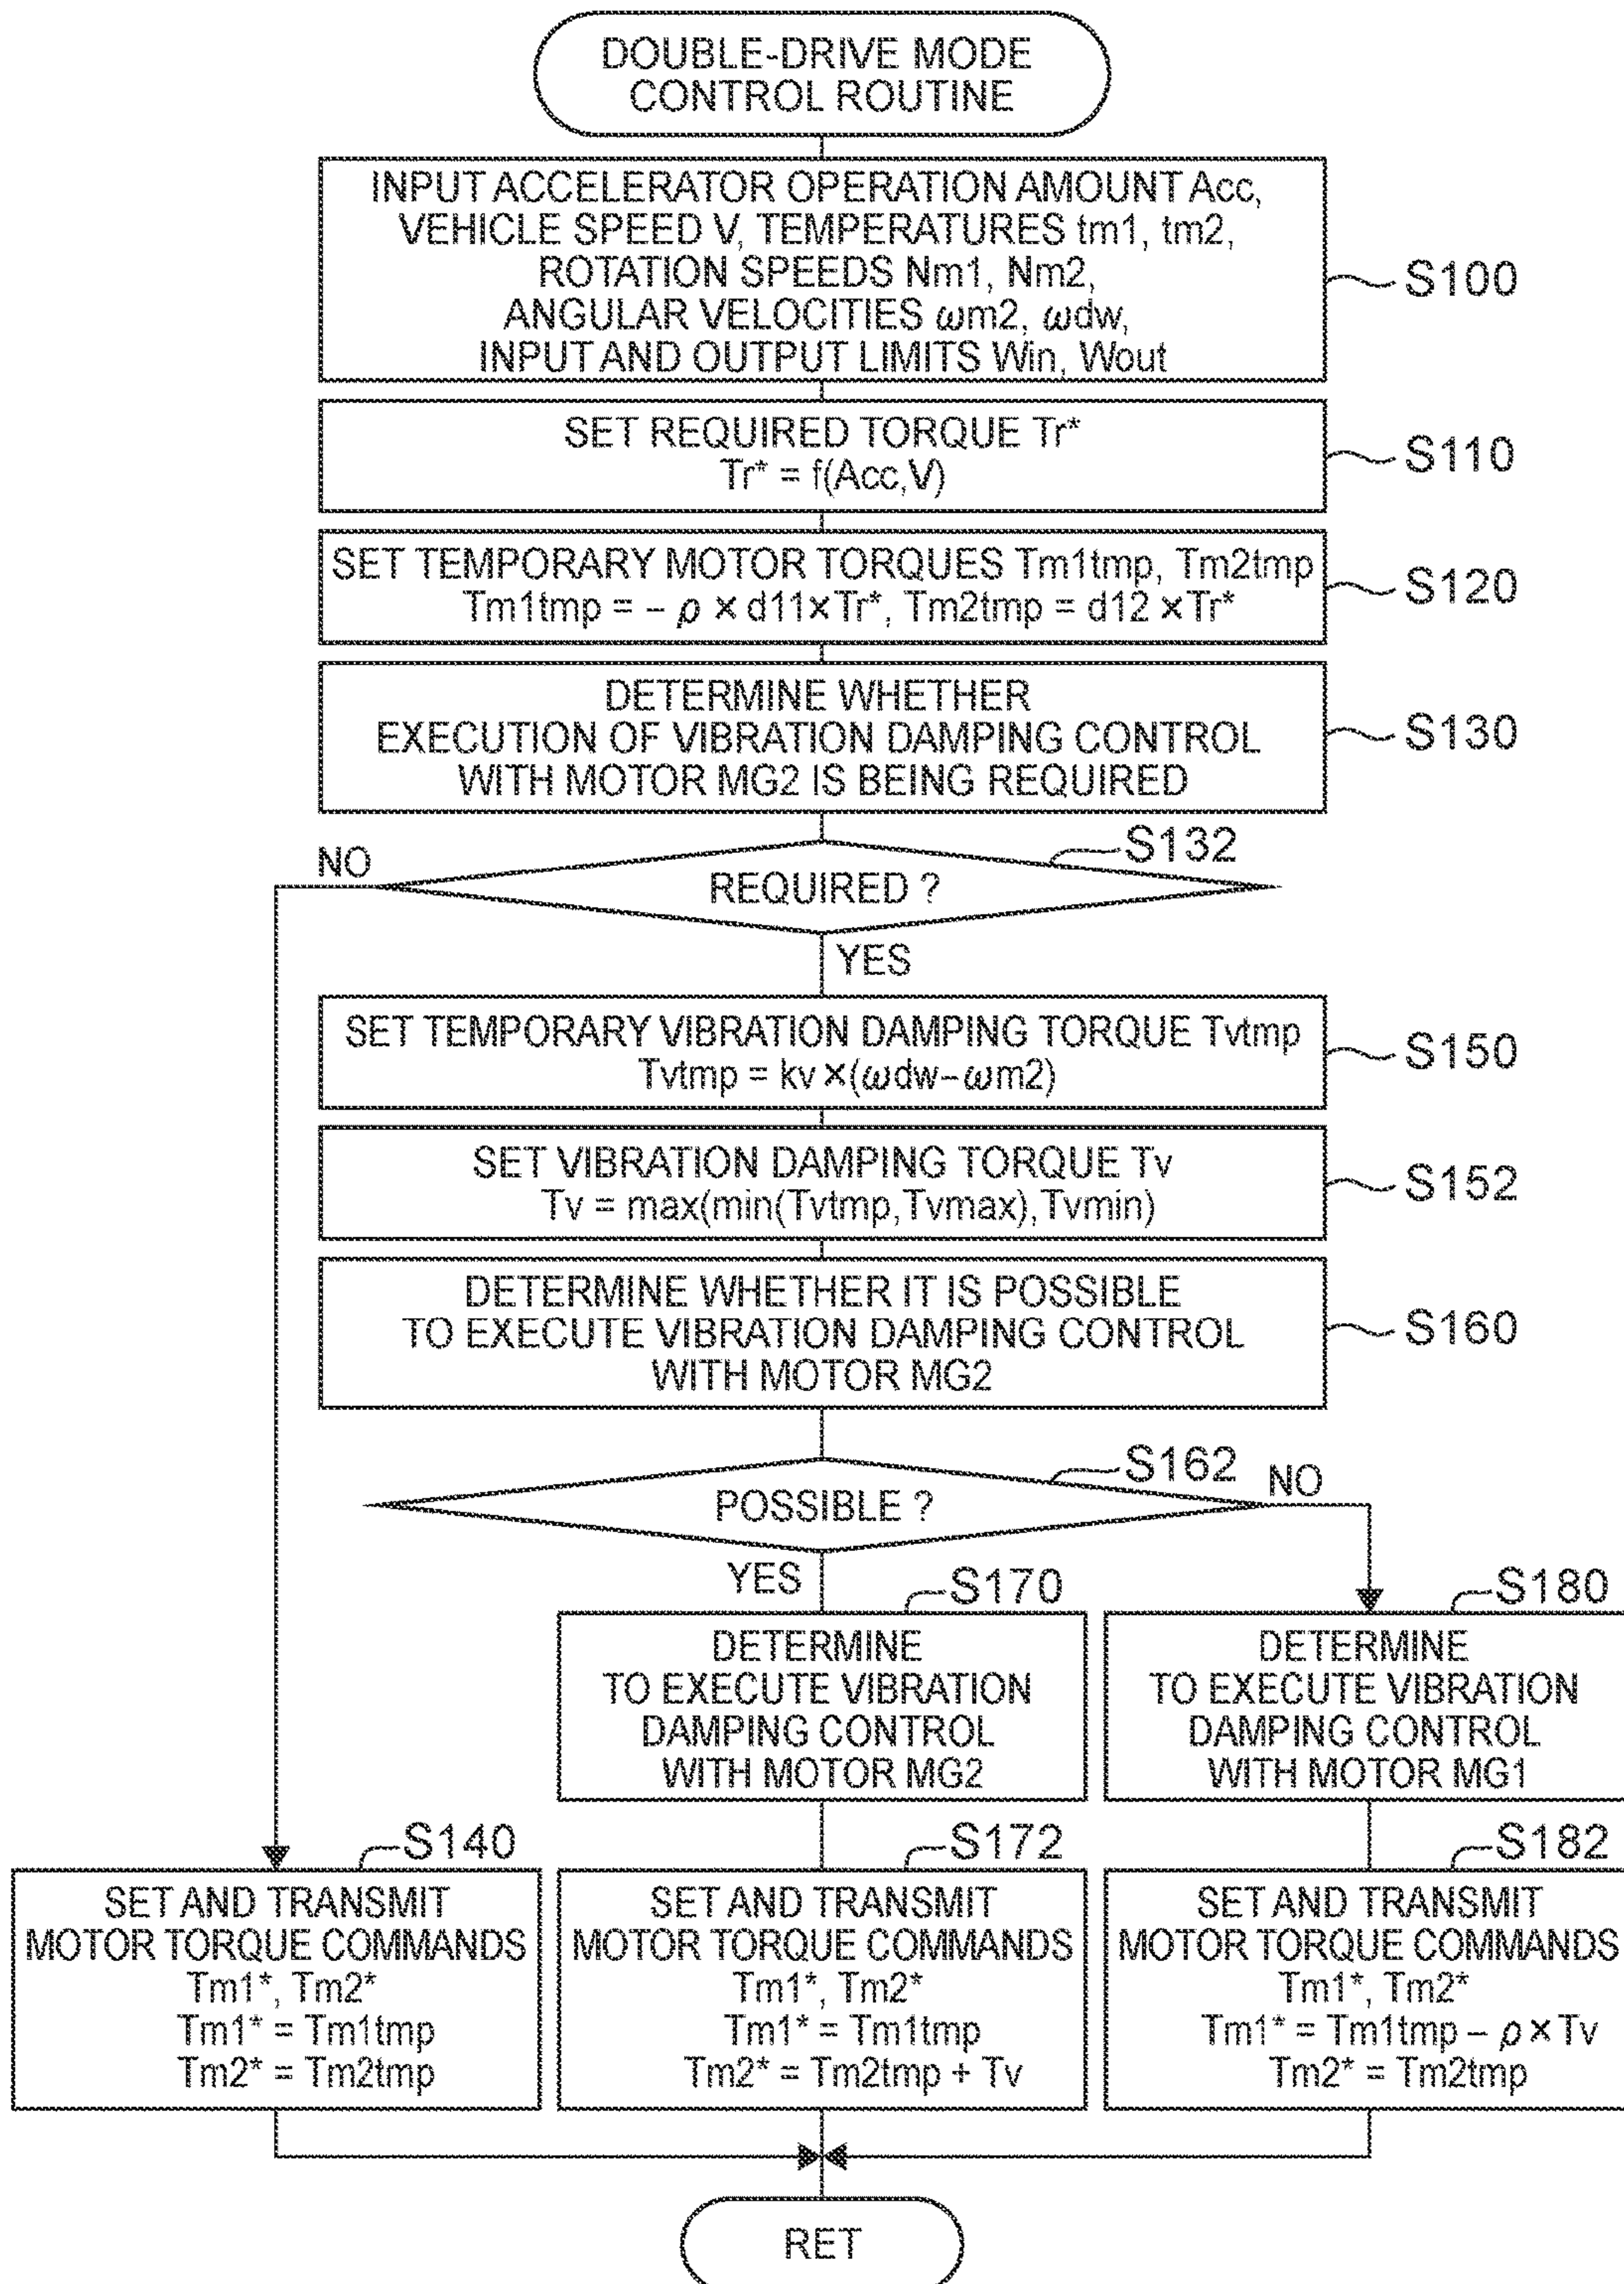 DOUBLE-DRIVE MODE
CONTROL ROUTINE
INPUT ACCELERATOR OPERATION AMOUNT Acc,
VEHICLE SPEED V, TEMPERATURES tm1, tm2,
ROTATION SPEEDS Nm1, Nm2,
ANGULAR VELOCITIES ωm2, ωdw,
INPUT AND OUTPUT LIMITS Win, Wout
S100
SET REQUIRED TORQUE Tr*
Tr* = f(Acc,V)
S110
SET TEMPORARY MOTOR TORQUES Tm1tmp, Tm2tmp
Tm1tmp = – ρ × d11×Tr*, Tm2tmp = d12 ×Tr*
S120
DETERMINE WHETHER
EXECUTION OF VIBRATION DAMPING CONTROL
WITH MOTOR MG2 IS BEING REQUIRED
S130
S132
NO
REQUIRED ?
YES
SET TEMPORARY VIBRATION DAMPING TORQUE Tvtmp
Tvtmp = kv ×(ωdw–ωm2)
S150
SET VIBRATION DAMPING TORQUE Tv
Tv = max(min(Tvtmp,Tvmax),Tvmin)
S152
DETERMINE WHETHER IT IS POSSIBLE
TO EXECUTE VIBRATION DAMPING CONTROL
WITH MOTOR MG2
S160
S162
NO
POSSIBLE ?
YES
S170
DETERMINE
TO EXECUTE VIBRATION
DAMPING CONTROL
WITH MOTOR MG2
S180
DETERMINE
TO EXECUTE VIBRATION
DAMPING CONTROL
WITH MOTOR MG1
S140
SET AND TRANSMIT
MOTOR TORQUE COMMANDS
Tm1*, Tm2*
Tm1* = Tm1tmp
Tm2* = Tm2tmp
S172
SET AND TRANSMIT
MOTOR TORQUE COMMANDS
Tm1*, Tm2*
Tm1* = Tm1tmp
Tm2* = Tm2tmp + Tv
S182
SET AND TRANSMIT
MOTOR TORQUE COMMANDS
Tm1*, Tm2*
Tm1* = Tm1tmp – ρ × Tv
Tm2* = Tm2tmp
RET